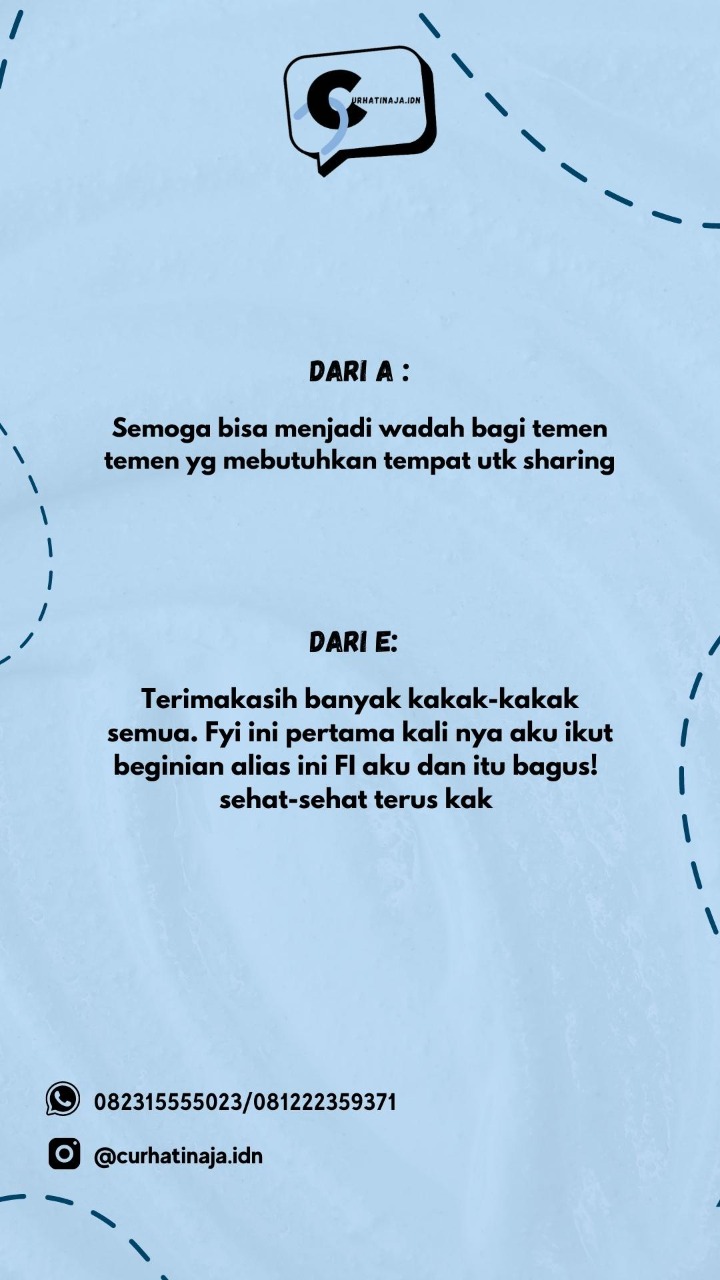 CURHATINAJA.IDN
DARI A :
Semoga bisa menjadi wadah bagi temen
temen yg mebutuhkan tempat utk sharing
DARI E:
Terimakasih banyak kakak-kakak
semua. Fyi ini pertama kali nya aku ikut
beginian alias ini FI aku dan itu bagus!
sehat-sehat terus kak
082315555023/081222359371
@curhatinaja.idn